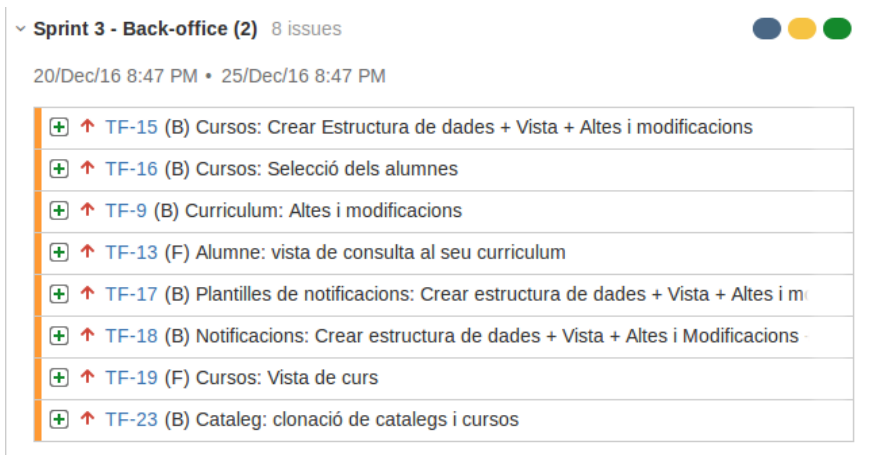 Sprint 3 - Back-office (2) 8 issues
20/Dec/16 8:47 PM • 25/Dec/16 8:47 PM
TF-15 (B) Cursos: Crear Estructura de dades + Vista + Altes i modificacions
TF-16 (B) Cursos: Selecció dels alumnes
TF-9 (B) Curriculum: Altes i modificacions
TF-13 (F) Alumne: vista de consulta al seu curriculum
TF-17 (B) Plantilles de notificacions: Crear estructura de dades + Vista + Altes i
TF-18 (B) Notificacions: Crear estructura de dades + Vista + Altes i Modificacions
TF-19 (F) Cursos: Vista de curs
TF-23 (B) Cataleg: clonació de catalegs i cursos